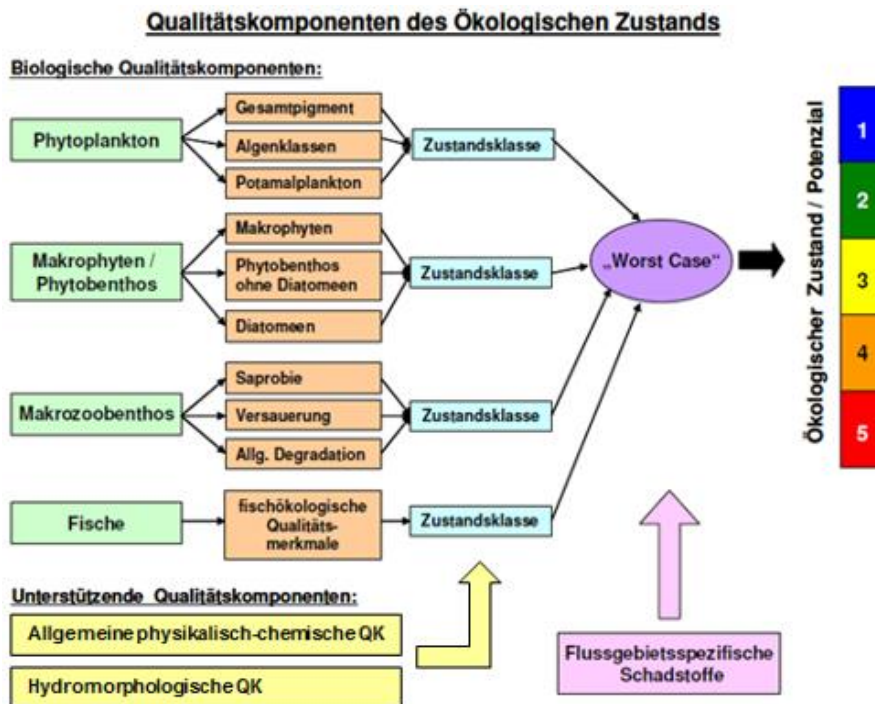 Qualitätskomponenten des Ökologischen Zustands
Biologische Qualitätskomponenten:
Phytoplankton
Gesamtpigment
Algenklassen
Potamalplankton
Zustandsklasse
Makrophyten /
Phytobenthos
Makrophyten
Phytobenthos
ohne Diatomeen
Diatomeen
Zustandsklasse
Makrozoobenthos
Saprobie
Versauerung
Allg. Degradation
Zustandsklasse
Fische
fischökologische
Qualitäts-
merkmale
Zustandsklasse
„Worst Case“
Ökologischer Zustand / Potenzial
1
2
3
4
5
Unterstützende Qualitätskomponenten:
Allgemeine physikalisch-chemische QK
Hydromorphologische QK
Flussgebietsspezifische
Schadstoffe